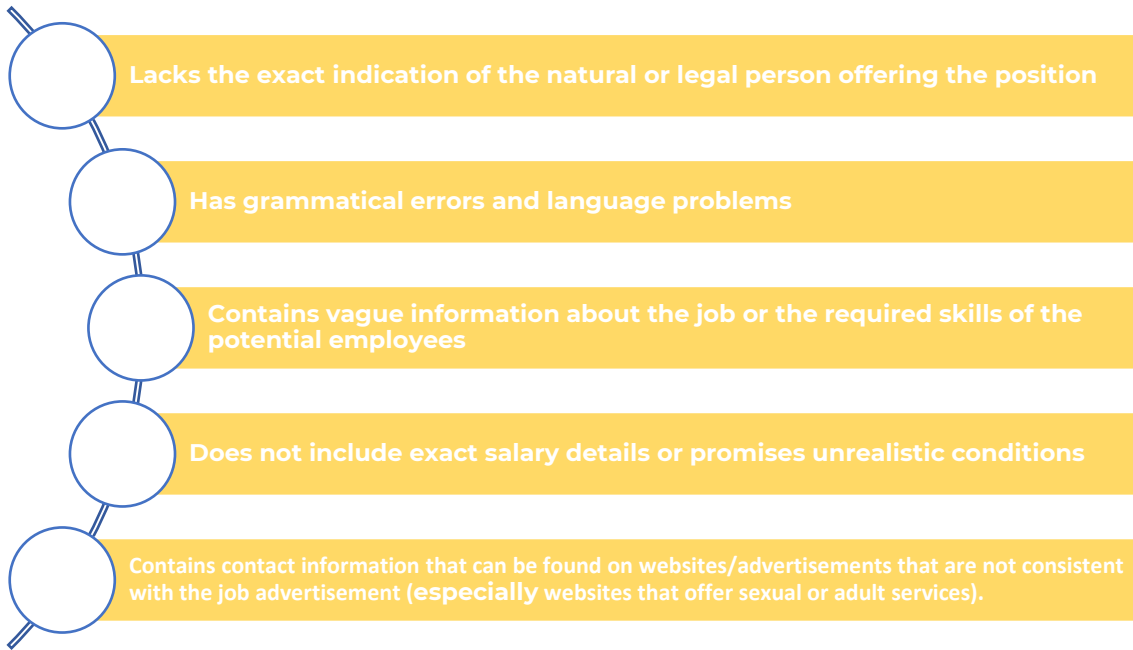 Lacks the exact indication of the natural or legal person offering the position
Has grammatical errors and language problems
Contains vague information about the job or the required skills of the
potential employees
Does not include exact salary details or promises unrealistic conditions
Contains contact information that can be found on websites/advertisements that are not consistent
with the job advertisement (especially websites that offer sexual or adult services).